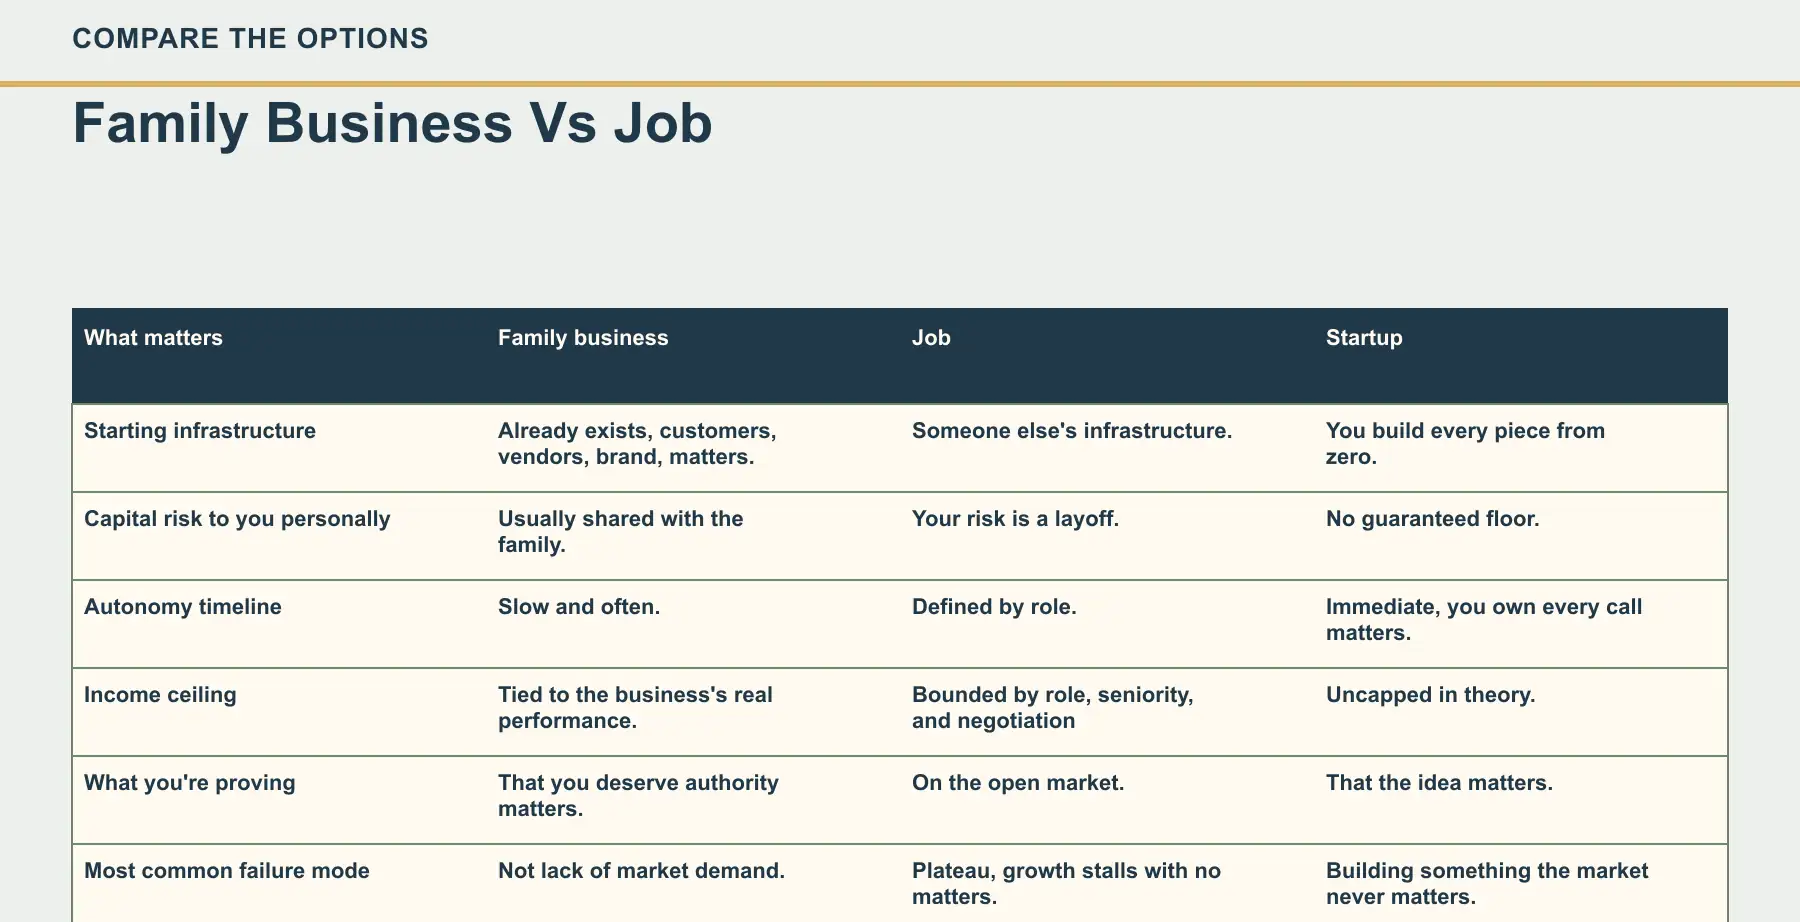 COMPARE THE OPTIONS
Family Business Vs Job
What matters
Family business
Job
Startup
Starting infrastructure
Already exists, customers,
vendors, brand, matters.
Someone else's infrastructure.
You build every piece from
zero.
Capital risk to you personally
Usually shared with the
family.
Your risk is a layoff.
No guaranteed floor.
Autonomy timeline
Slow and often.
Defined by role.
Immediate, you own every call
matters.
Income ceiling
Tied to the business's real
performance.
Bounded by role, seniority,
and negotiation
Uncapped in theory.
What you're proving
That you deserve authority
matters.
On the open market.
That the idea matters.
Most common failure mode
Not lack of market demand.
Plateau, growth stalls with no
matters.
Building something the market
never matters.